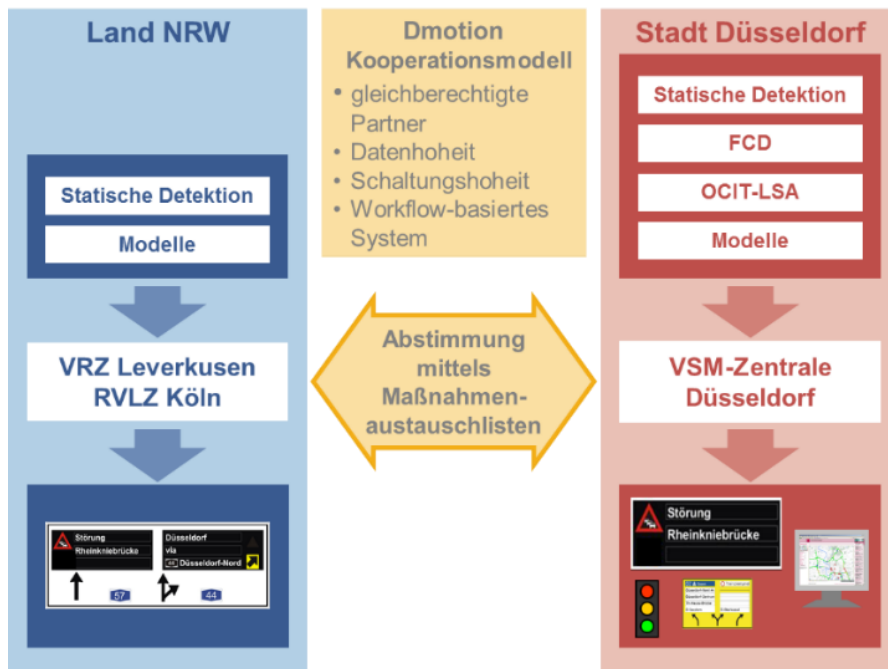 Land NRW
Statische Detektion
Modelle
VRZ Leverkusen
RVLZ Köln
Störung
Rheinkniebrücke
57
Düsseldorf
via
Düsseldorf-Nord
44
Dmotion
Kooperationsmodell
• gleichberechtigte
Partner
• Datenhoheit
• Schaltungshoheit
• Workflow-basiertes
System
Abstimmung
mittels
Maßnahmen-
austauschlisten
Stadt Düsseldorf
Statische Detektion
FCD
OCIT-LSA
Modelle
VSM-Zentrale
Düsseldorf
Störung
Rheinkniebrücke